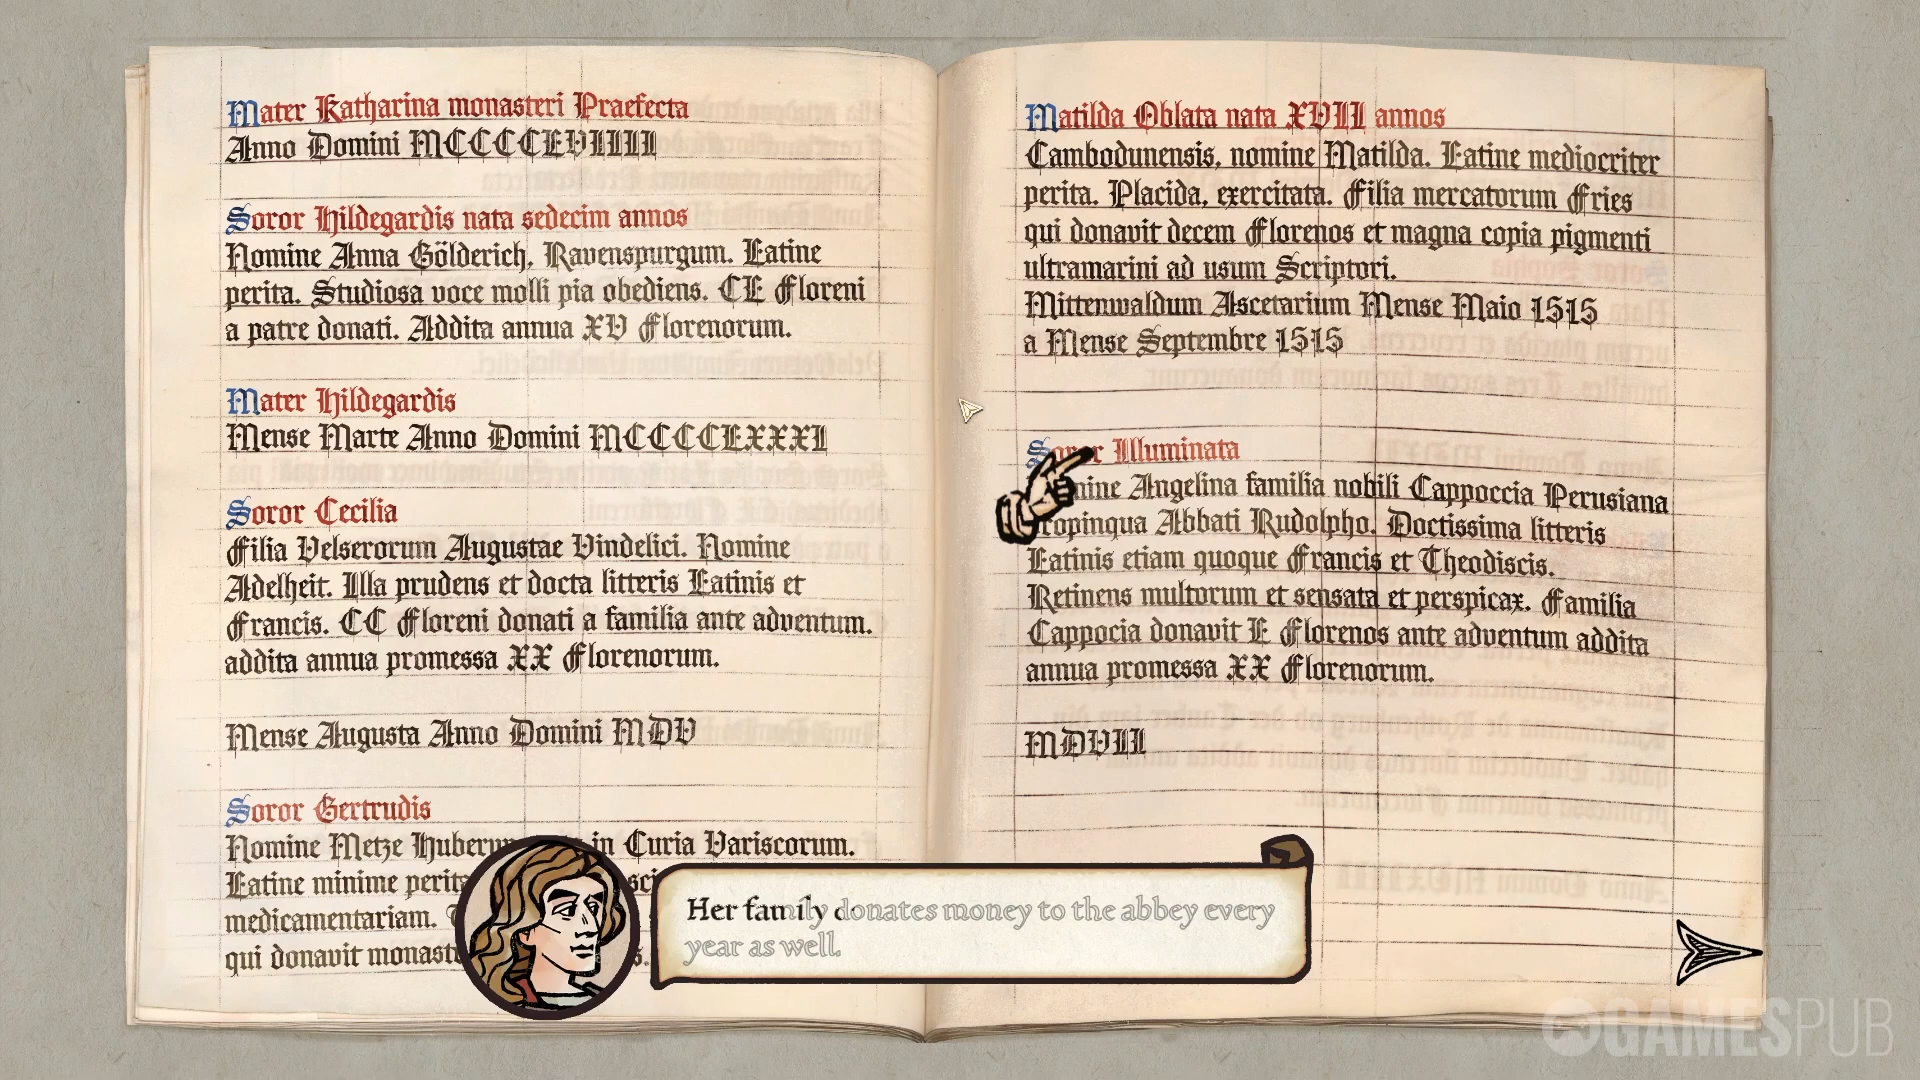 Mater Katharina monasteri Praefecta
Anno Domini MCCCCLVIIII
Soror Hildegardis nata sedecim annos
Nomine Anna Gölderich, Ravenspurgum. Latine
perita. Studiosa voce molli pia obediens. CL Floreni
a patre donati. Addita annua XV Florenorum.
Mater Hildegardis
Mense Marte Anno Domini MCCCCLXXXI
Soror Cecilia
Filia Velserorum Augustae Vindelici. Nomine
Adelheit. Illa prudens et docta litteris Latinis et
Francis. CC Floreni donati a familia ante adventum.
addita annua promessa XX Florenorum.
Mense Augusta Anno Domini MDV
Soror Gertrudis
Nomine Metze in Curia Variscorum.
Latine minime
medicamentariam.
qui donavit
Matilda Oblata nata XVII annos
Cambodunensis, nomine Matilda. Latine mediocriter
perita. Placida, exercitata. Filia mercatorum Fries
qui donavit decem Florenos et magna copia pigmenti
ultramarini ad usum Scriptori.
Mittenwaldum Ascetarium Mense Maio 1515
a Mense Septembre 1515
Soror Illuminata
Angelina familia nobili Cappoccia Perusiana
Abbati Rudolpho. Doctissima litteris
Latinis etiam quoque Francis et Theodiscis.
Retinens multorum et sensata et perspicax. Familia
Cappocia donavit L Florenos ante adventum addita
annua promessa XX Florenorum.
MDVII
Her family donates money to the abbey every
year as well.
GAMESPUB